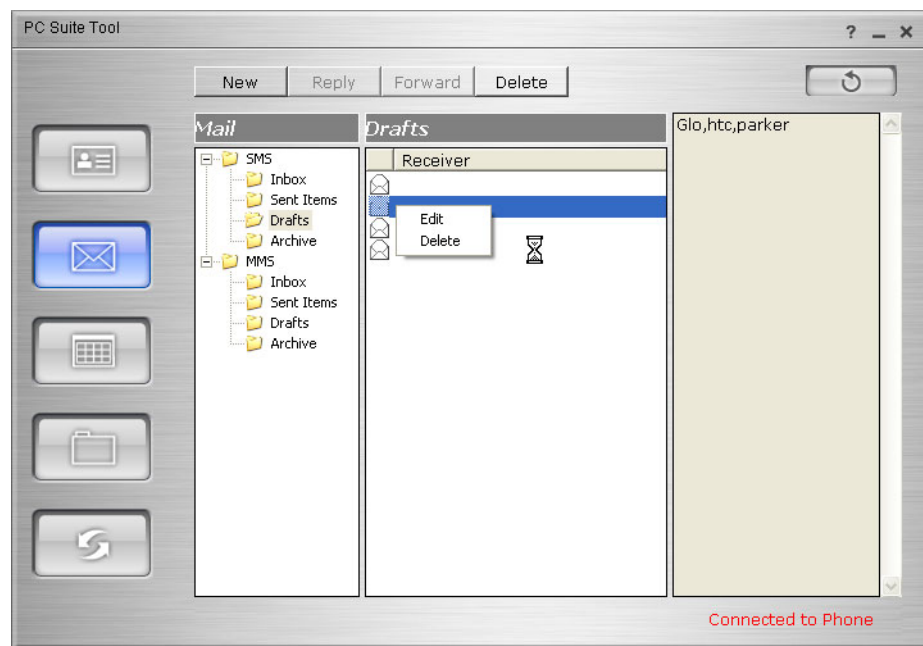 PC Suite Tool
New Reply Forward Delete
Mail
SMS
Inbox
Sent Items
Drafts
Archive
MMS
Inbox
Sent Items
Drafts
Archive
Drafts
Receiver
Edit
Delete
Glo,htc,parker
Connected to Phone